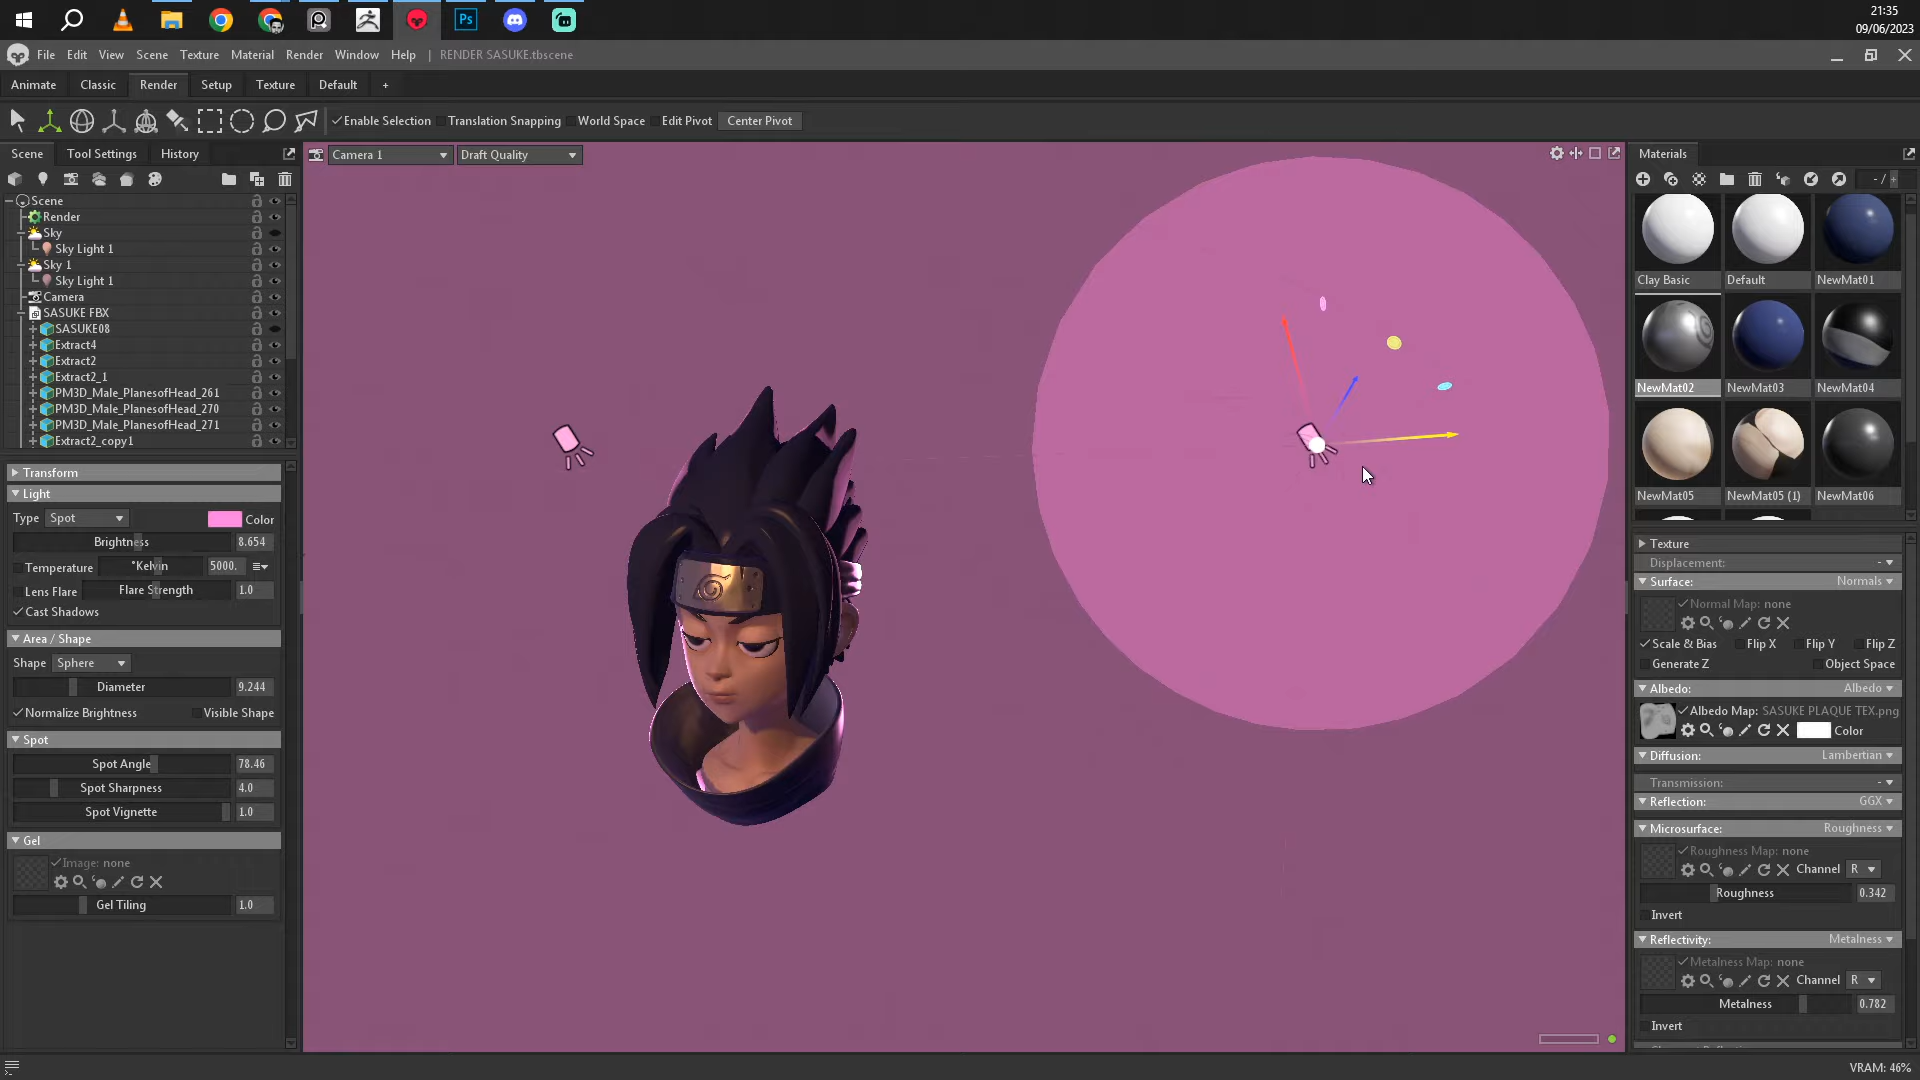 21:35
09/06/2023
Ps
File Edit View Scene Texture Material Render Window Help | RENDER SASUKE.tbscene
Animate Classic Render Setup Texture Default +
Enable Selection Translation Snapping World Space Edit Pivot Center Pivot
Scene Tool Settings History
Camera 1 Draft Quality
Materials
- / +
Scene
Render
Sky
Sky Light 1
Sky 1
Sky Light 1
Camera
SASUKE FBX
SASUKE08
Extract4
Extract2
Extract2_1
PM3D_Male_PlanesofHead_261
PM3D_Male_PlanesofHead_270
PM3D_Male_PlanesofHead_271
Extract2_copy1
Transform
Light
Type Spot Color
Brightness 8.654
Temperature °Kelvin 5000.
Lens Flare Flare Strength 1.0
Cast Shadows
Area / Shape
Shape Sphere
Diameter 9.244
Normalize Brightness Visible Shape
Spot
Spot Angle 78.46
Spot Sharpness 4.0
Spot Vignette 1.0
Gel
Image: none
Gel Tiling 1.0
Clay Basic Default NewMat01
NewMat02 NewMat03 NewMat04
NewMat05 NewMat05 (1) NewMat06
Texture
Displacement: -
Surface: Normals
Normal Map: none
Scale & Bias Flip X Flip Y Flip Z
Generate Z Object Space
Albedo: Albedo
Albedo Map: SASUKE PLAQUE TEX.png
Color
Diffusion: Lambertian
Transmission: -
Reflection: GGX
Microsurface: Roughness
Roughness Map: none
Channel R
Roughness 0.342
Invert
Reflectivity: Metalness
Metalness Map: none
Channel R
Metalness 0.782
Invert
VRAM: 46%